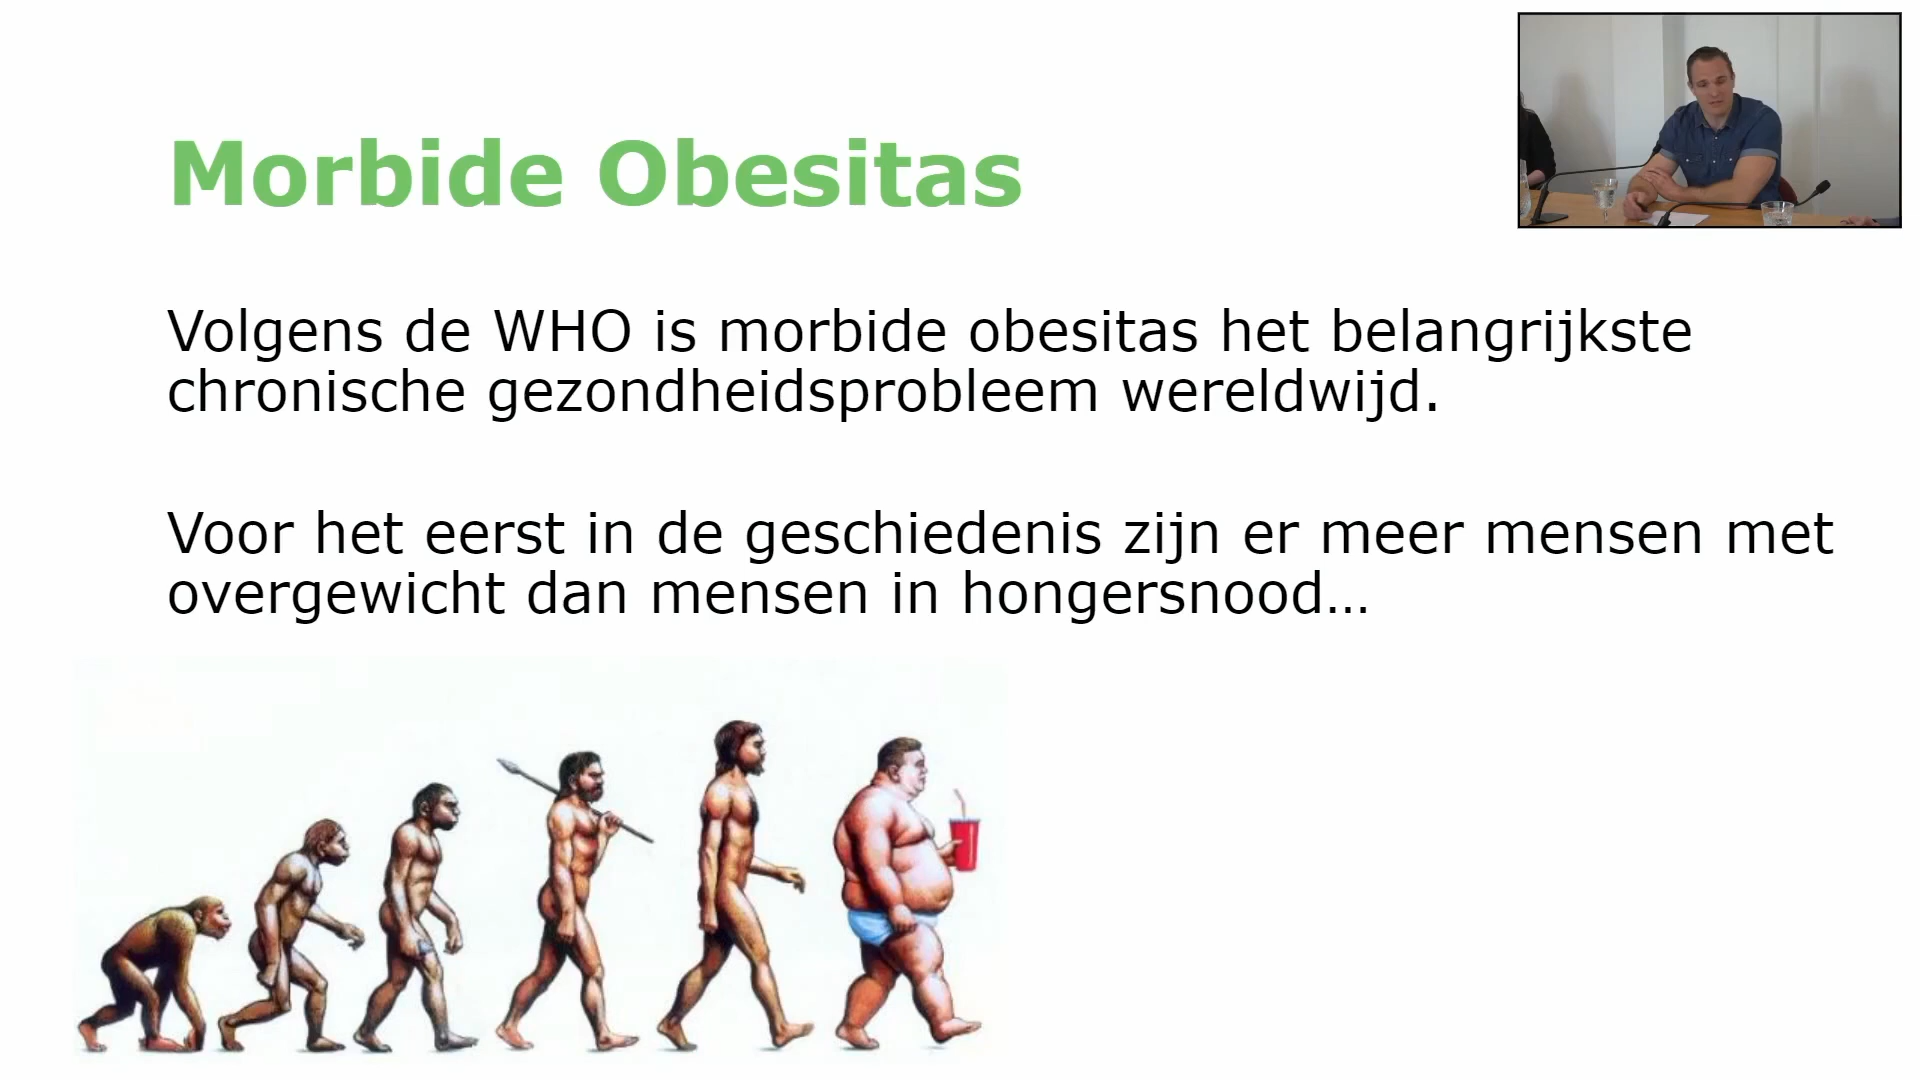 Morbide Obesitas
Volgens de WHO is morbide obesitas het belangrijkste
chronische gezondheidsprobleem wereldwijd.
Voor het eerst in de geschiedenis zijn er meer mensen met
overgewicht dan mensen in hongersnood...